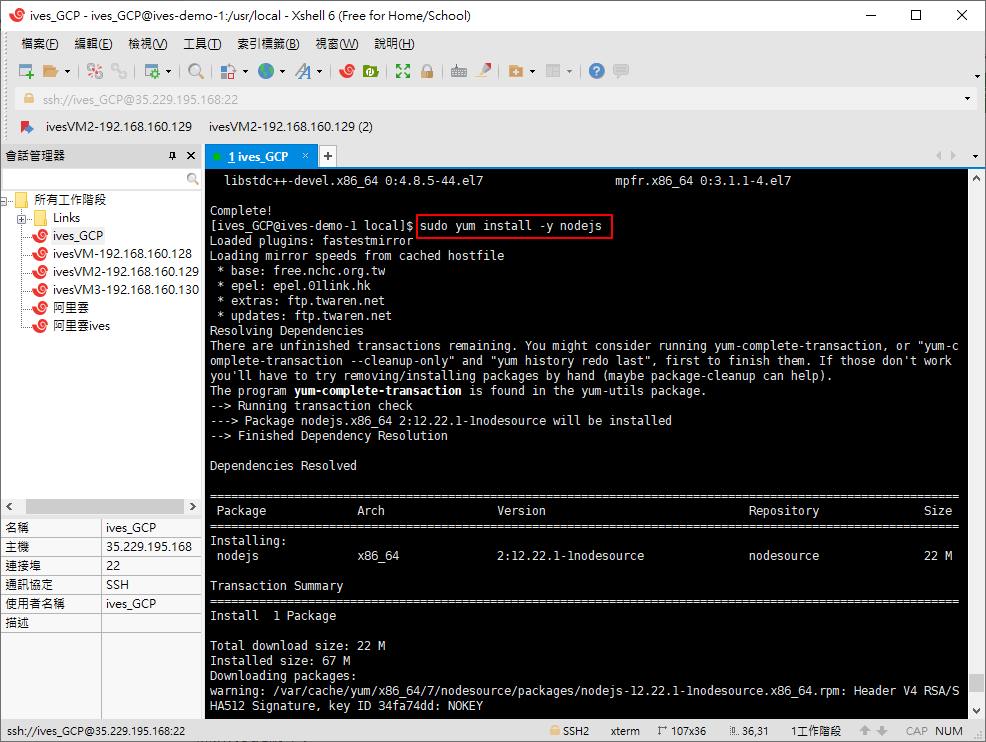 ives_GCP - ives_GCP@ives-demo-1:/usr/local - Xshell 6 (Free for Home/School)
檔案(F) 編輯(E) 檢視(V) 工具(T) 索引標籤(B) 視窗(W) 說明(H)
ssh://ives_GCP@35.229.195.168:22
ivesVM2-192.168.160.129 ivesVM2-192.168.160.129 (2)
會話管理器
所有工作階段
Links
ives_GCP
ivesVM-192.168.160.128
ivesVM2-192.168.160.129
ivesVM3-192.168.160.130
阿里雲
阿里雲ives
名稱 ives_GCP
主機 35.229.195.168
連接埠 22
通訊協定 SSH
使用者名稱 ives_GCP
描述
1 ives_GCP × +
libstdc++-devel.x86_64 0:4.8.5-44.el7 mpfr.x86_64 0:3.1.1-4.el7
Complete!
[ives_GCP@ives-demo-1 local]$ sudo yum install -y nodejs
Loaded plugins: fastestmirror
Loading mirror speeds from cached hostfile
* base: free.nchc.org.tw
* epel: epel.01link.hk
* extras: ftp.twaren.net
* updates: ftp.twaren.net
Resolving Dependencies
There are unfinished transactions remaining. You might consider running yum-complete-transaction, or "yum-c
omplete-transaction --cleanup-only" and "yum history redo last", first to finish them. If those don't work
you'll have to try removing/installing packages by hand (maybe package-cleanup can help).
The program yum-complete-transaction is found in the yum-utils package.
--> Running transaction check
---> Package nodejs.x86_64 2:12.22.1-1nodesource will be installed
--> Finished Dependency Resolution
Dependencies Resolved
===========================================================================================================
Package Arch Version Repository Size
===========================================================================================================
Installing:
nodejs x86_64 2:12.22.1-1nodesource nodesource 22 M
Transaction Summary
===========================================================================================================
Install 1 Package
Total download size: 22 M
Installed size: 67 M
Downloading packages:
warning: /var/cache/yum/x86_64/7/nodesource/packages/nodejs-12.22.1-1nodesource.x86_64.rpm: Header V4 RSA/S
HA512 Signature, key ID 34fa74dd: NOKEY
ssh://ives_GCP@35.229.195.168:22 SSH2 xterm 107x36 36,31 1工作階段 CAP NUM